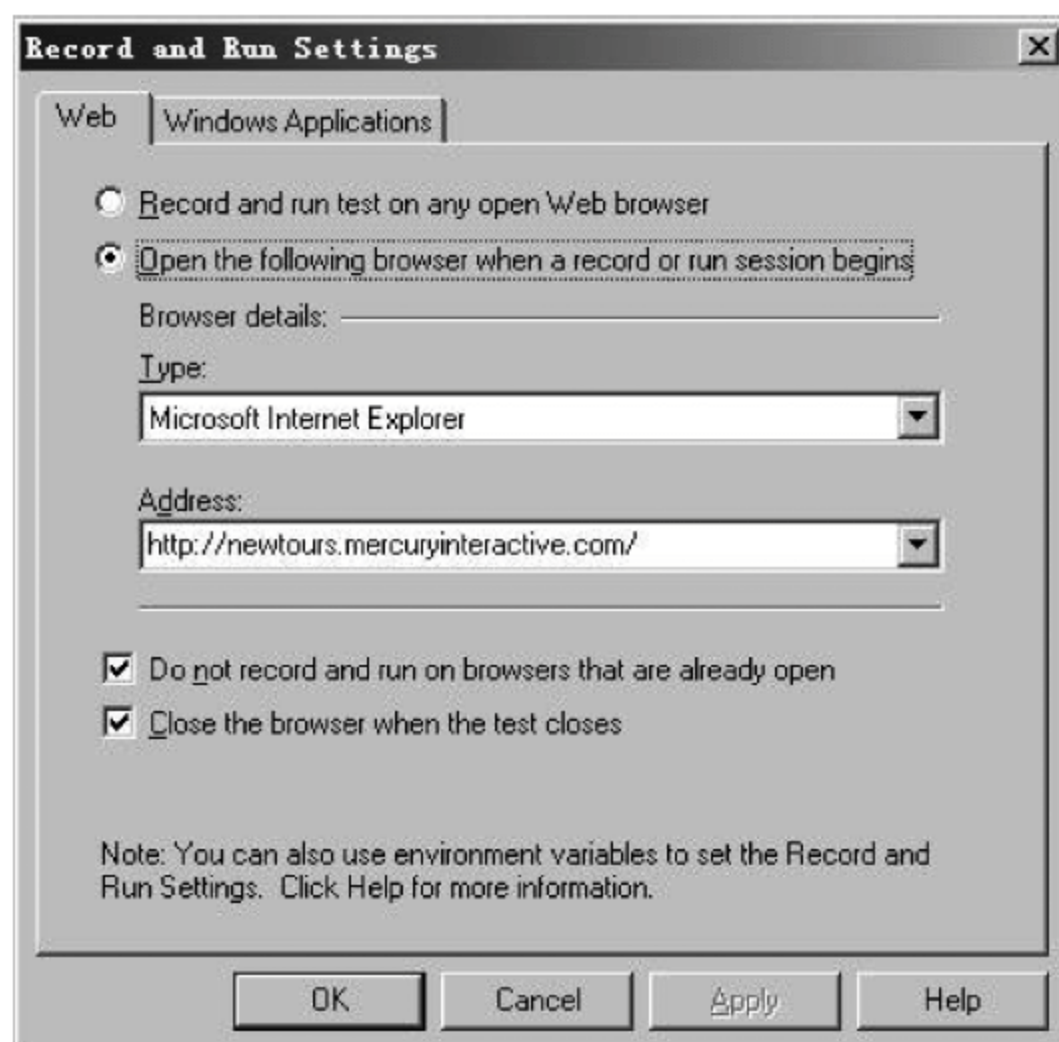 Record and Run Settings
Web
Windows Applications
Record and run test on any open Web browser
Open the following browser when a record or run session begins
Browser details:
Type:
Microsoft Internet Explorer
Address:
http://newtours.mercuryinteractive.com/
Do not record and run on browsers that are already open
Close the browser when the test closes
Note: You can also use environment variables to set the Record and
Run Settings. Click Help for more information.
OK
Cancel
Apply
Help